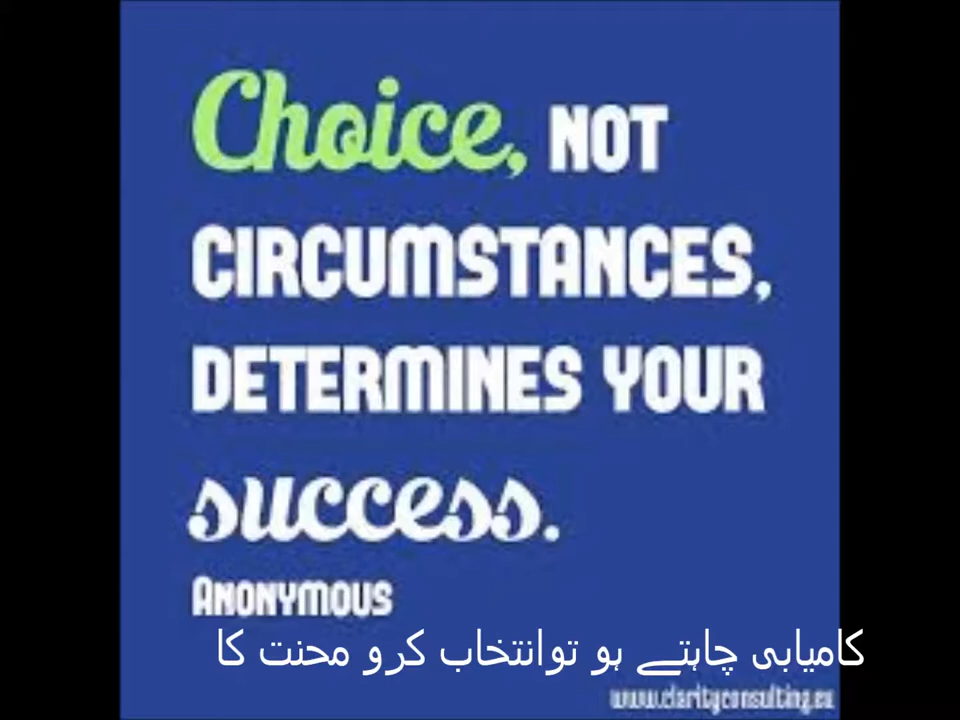 Choice, NOT
CIRCUMSTANCES,
DETERMINES YOUR
success.
ANONYMOUS
کامیابی چاہتے ہو توانتخاب کرو محنت کا
www.clarityconsulting.eu